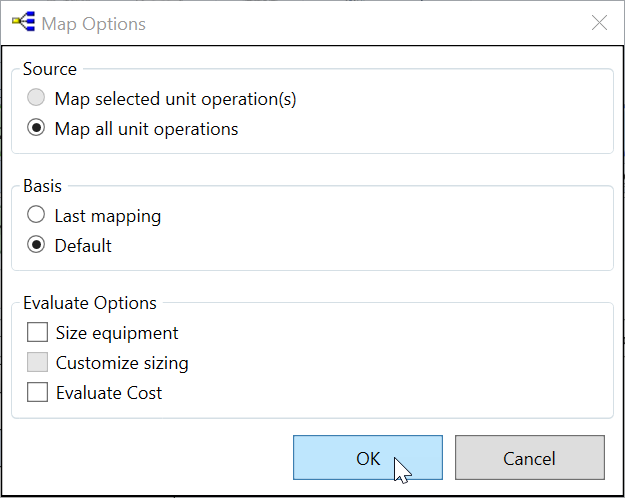 Map Options
Source
Map selected unit operation(s)
Map all unit operations
Basis
Last mapping
Default
Evaluate Options
Size equipment
Customize sizing
Evaluate Cost
OK
Cancel